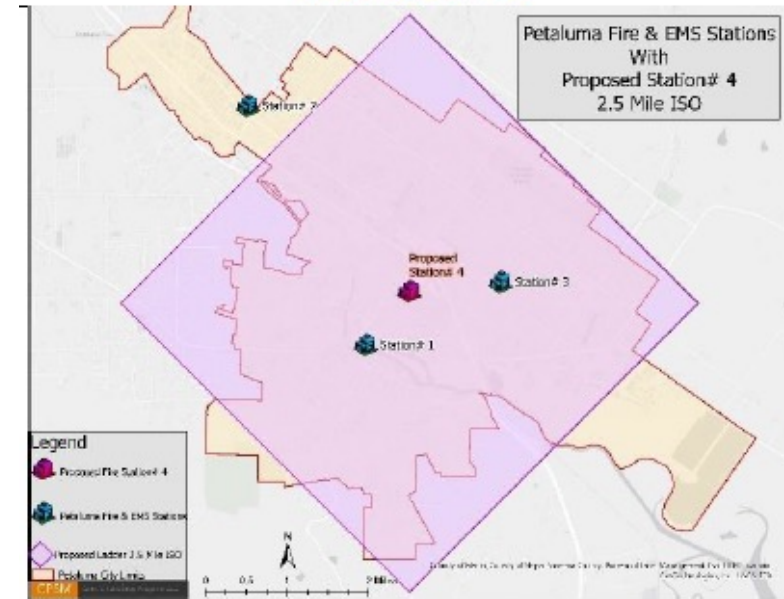 Petaluma Fire & EMS Stations
With
Proposed Station# 4
2.5 Mile ISO
Station# 2
Proposed
Station# 4
Station# 3
Station# 1
Legend
Proposed Fire Station# 4
Petaluma Fire & EMS Stations
Proposed Ladder 2.5 Mile ISO
Petaluma City Limits
CPSM
N
0 0.5 1 2 Miles